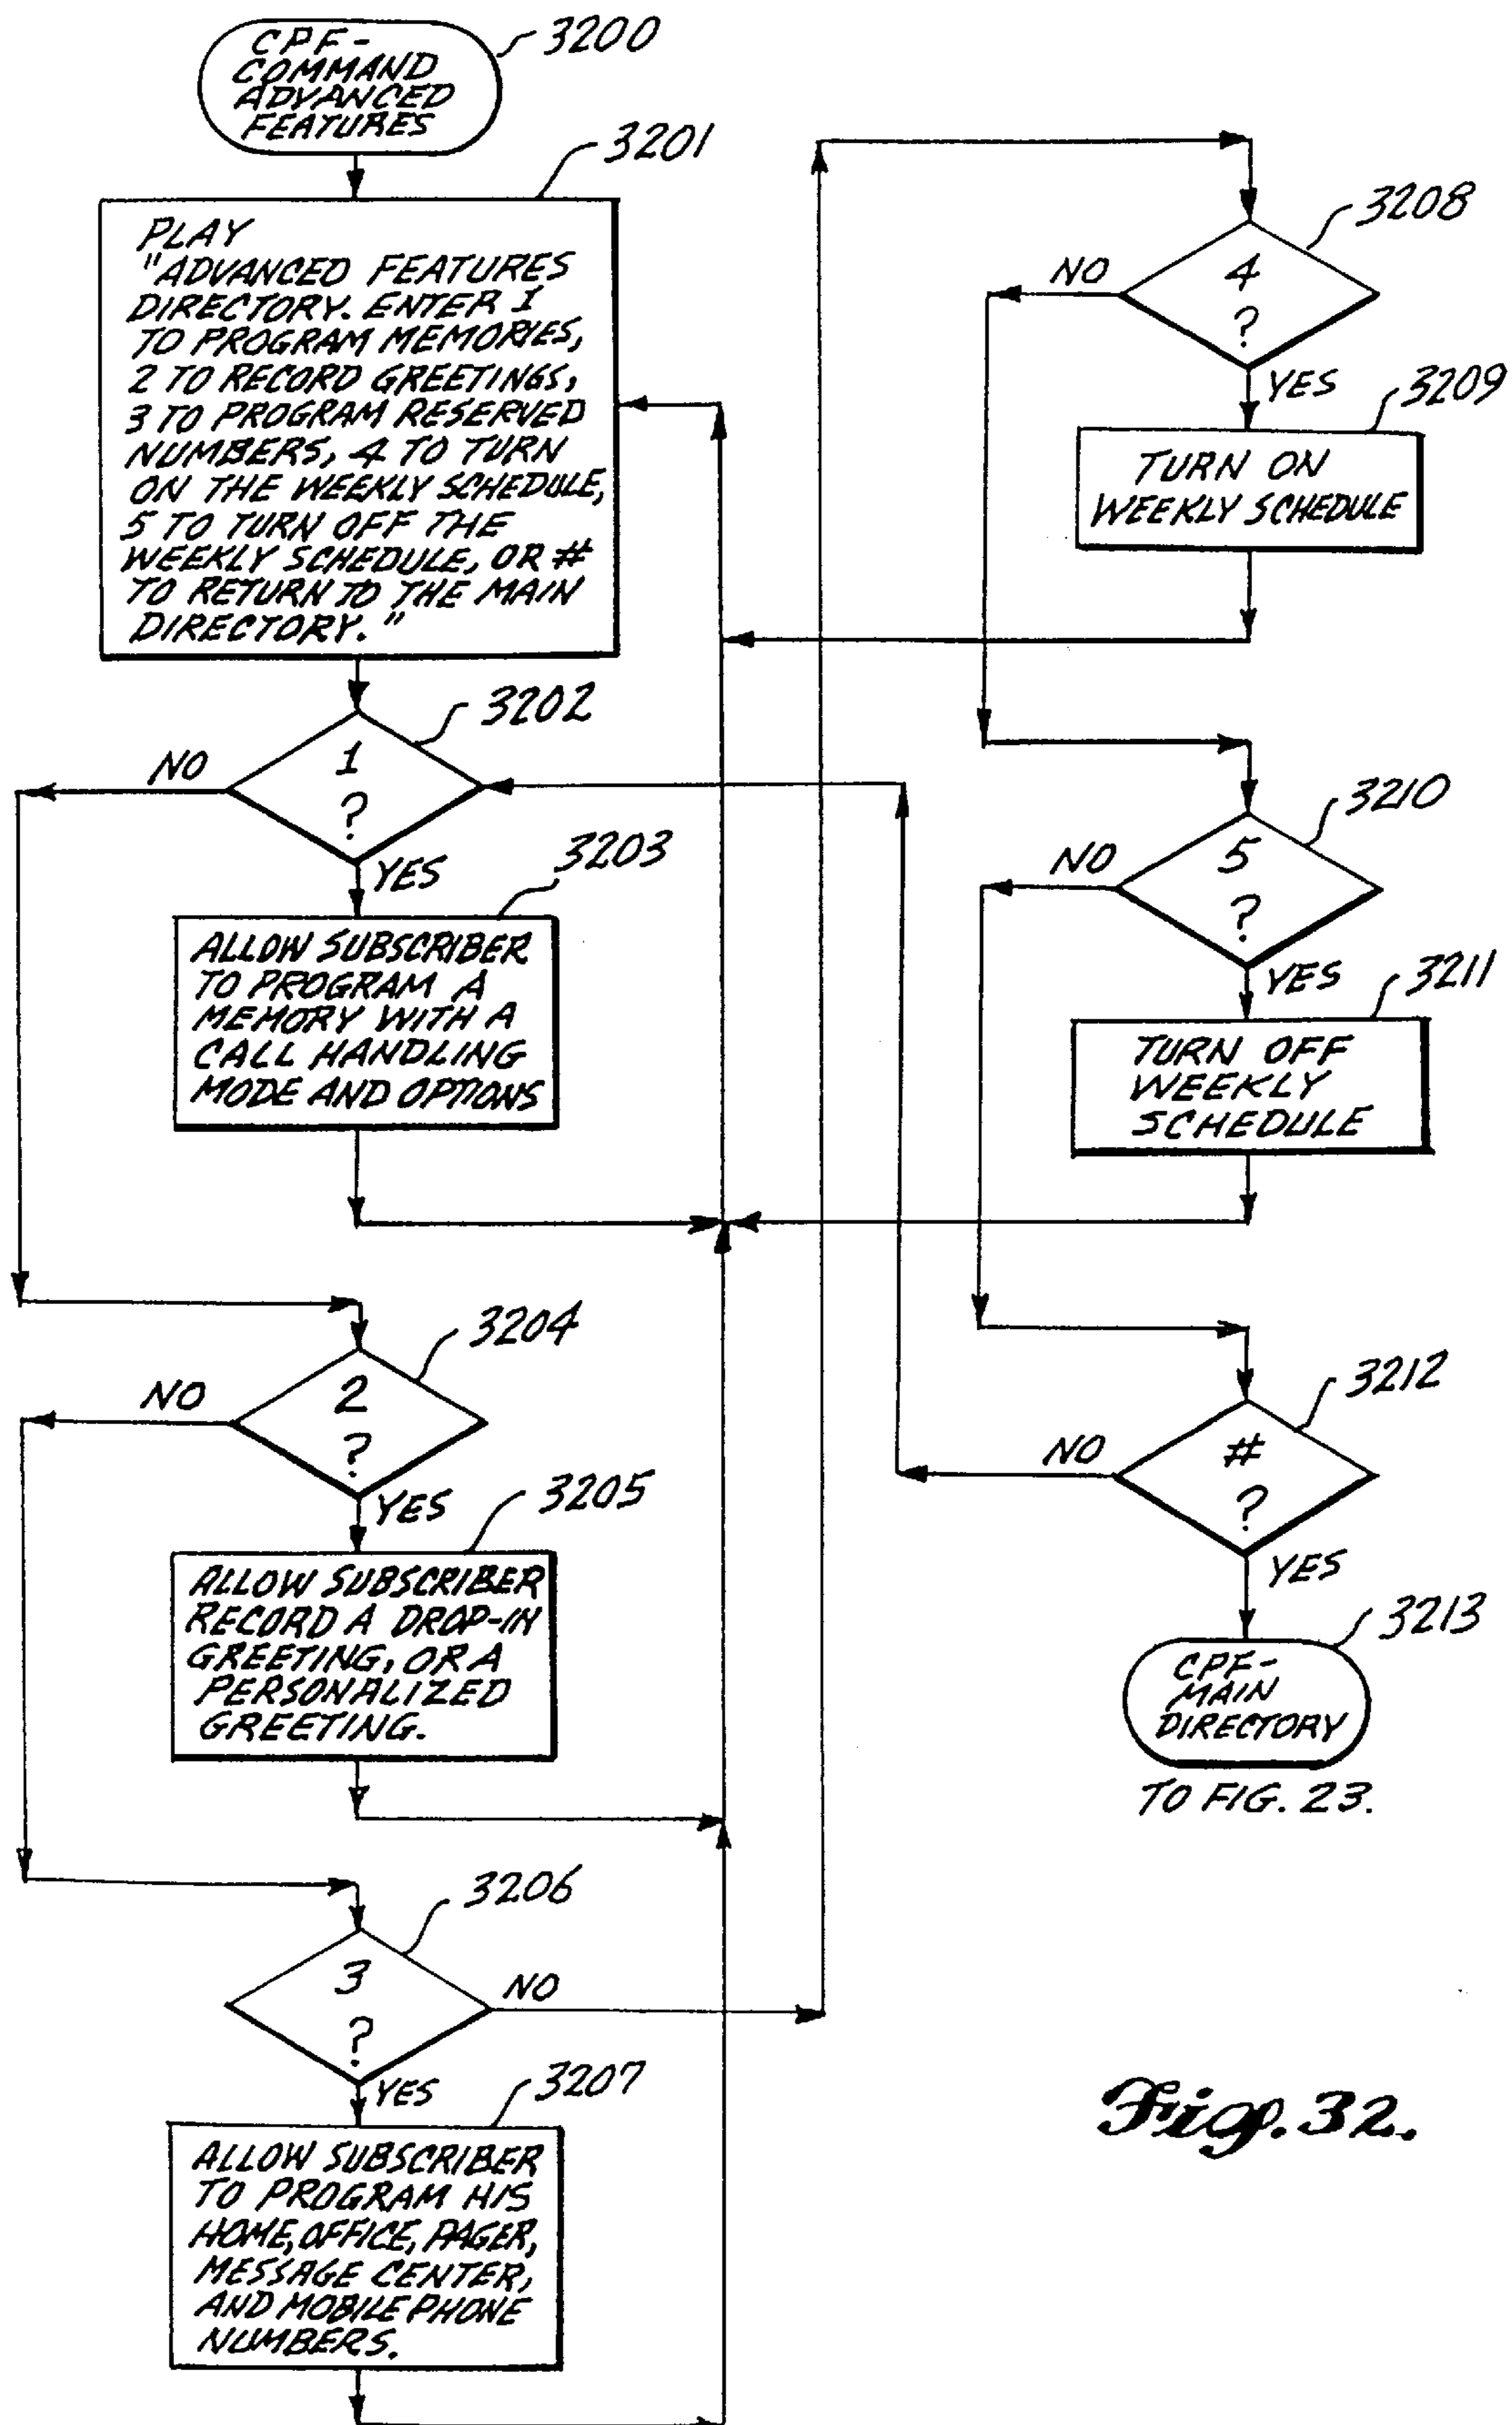 CPF-
COMMAND
ADVANCED
FEATURES
3200
3201
PLAY
"ADVANCED FEATURES
DIRECTORY. ENTER 1
TO PROGRAM MEMORIES,
2 TO RECORD GREETINGS,
3 TO PROGRAM RESERVED
NUMBERS, 4 TO TURN
ON THE WEEKLY SCHEDULE,
5 TO TURN OFF THE
WEEKLY SCHEDULE, OR #
TO RETURN TO THE MAIN
DIRECTORY."
3202
1
?
NO
YES
3203
ALLOW SUBSCRIBER
TO PROGRAM A
MEMORY WITH A
CALL HANDLING
MODE AND OPTIONS
3204
2
?
NO
YES
3205
ALLOW SUBSCRIBER
RECORD A DROP-IN
GREETING, OR A
PERSONALIZED
GREETING.
3206
3
?
NO
YES
3207
ALLOW SUBSCRIBER
TO PROGRAM HIS
HOME, OFFICE, PAGER,
MESSAGE CENTER,
AND MOBILE PHONE
NUMBERS.
3208
4
?
NO
YES
3209
TURN ON
WEEKLY SCHEDULE
3210
5
?
NO
YES
3211
TURN OFF
WEEKLY
SCHEDULE
3212
#
?
NO
YES
3213
CPF-
MAIN
DIRECTORY
TO FIG. 23.
Fig. 32.